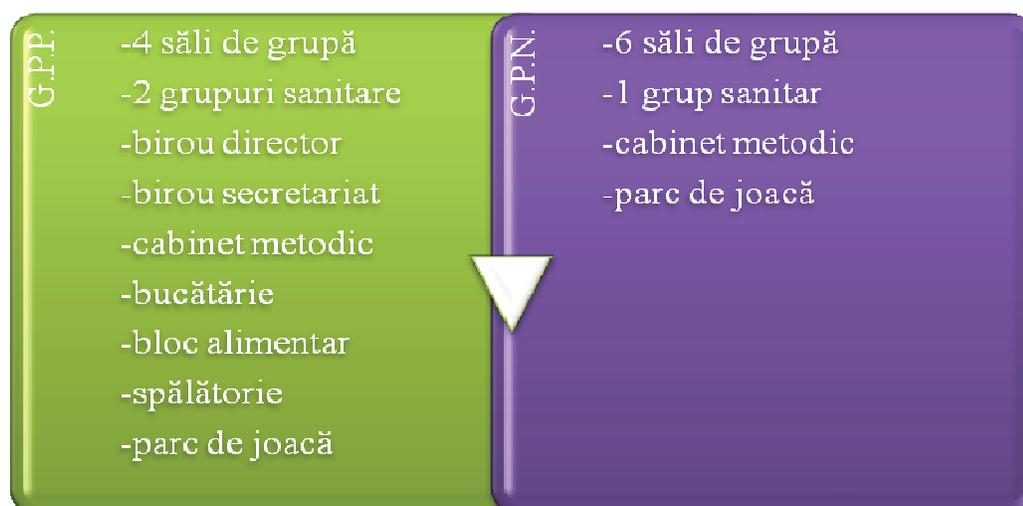 G.P.P.
-4 săli de grupă
-2 grupuri sanitare
-birou director
-birou secretariat
-cabinet metodic
-bucătărie
-bloc alimentar
-spălătorie
-parc de joacă
G.P.N.
-6 săli de grupă
-1 grup sanitar
-cabinet metodic
-parc de joacă